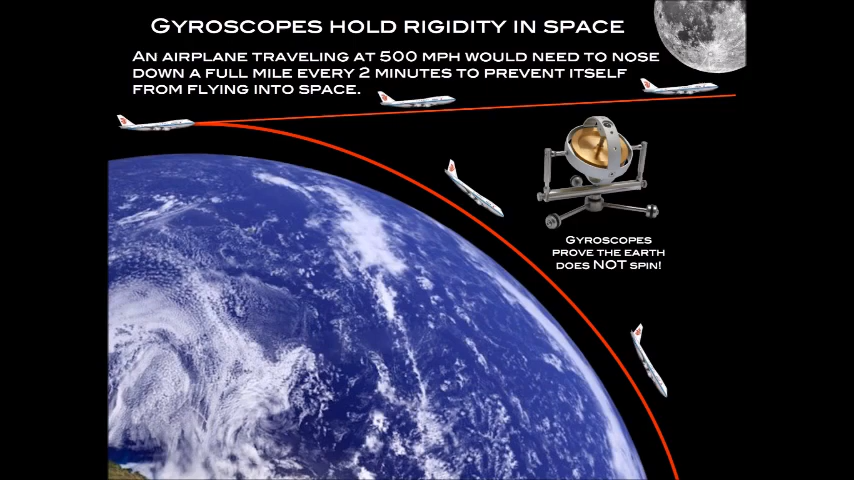 Gyroscopes hold rigidity in space
An airplane traveling at 500 mph would need to nose
down a full mile every 2 minutes to prevent itself
from flying into space.
Gyroscopes
prove the earth
does NOT spin!